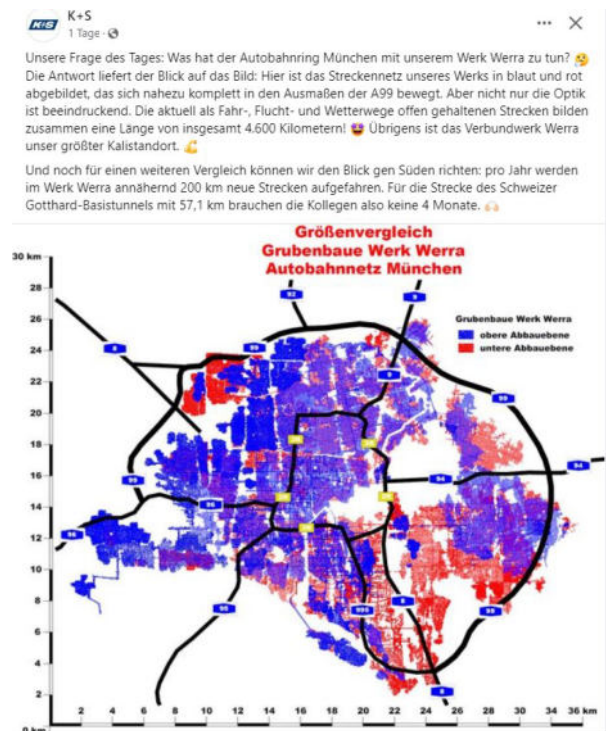 K+S
K+S
1 Tage ·
Unsere Frage des Tages: Was hat der Autobahnring München mit unserem Werk Werra zu tun? 🤔
Die Antwort liefert der Blick auf das Bild: Hier ist das Streckennetz unseres Werks in blaut und rot
abgebildet, das sich nahezu komplett in den Ausmaßen der A99 bewegt. Aber nicht nur die Optik
ist beeindruckend. Die aktuell als Fahr-, Flucht- und Wetterwege offen gehaltenen Strecken bilden
zusammen eine Länge von insgesamt 4.600 Kilometern! 🤩 Übrigens ist das Verbundwerk Werra
unser größter Kalistandort. 💪
Und noch für einen weiteren Vergleich können wir den Blick gen Süden richten: pro Jahr werden
im Werk Werra annähernd 200 km neue Strecken aufgefahren. Für die Strecke des Schweizer
Gotthard-Basistunnels mit 57,1 km brauchen die Kollegen also keine 4 Monate. 🙌
Größenvergleich
Grubenbaue Werk Werra
Autobahnnetz München
30 km
28
26
24
22
20
18
16
14
12
10
8
6
4
2
0 km
92
9
Grubenbaue Werk Werra
obere Abbauebene
untere Abbauebene
8
99
9
99
94
99
94
96
96
95
995
8
99
8
2
4
6
8
10
12
14
16
18
20
22
24
26
28
30
32
34
36 km